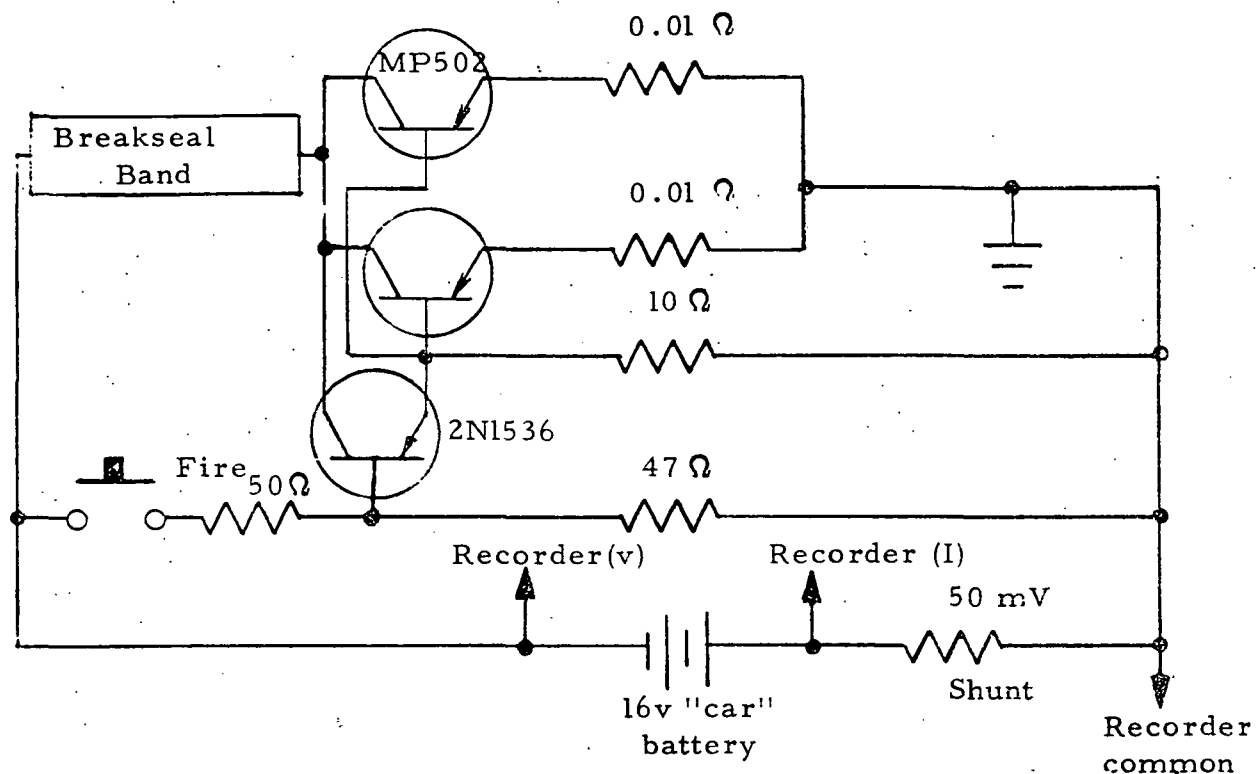 0.01 Ω
MP502
Breakseal
Band
0.01 Ω
10 Ω
2N1536
Fire
50Ω
47 Ω
Recorder(v)
Recorder (I)
50 mV
Shunt
16v "car"
battery
Recorder
common